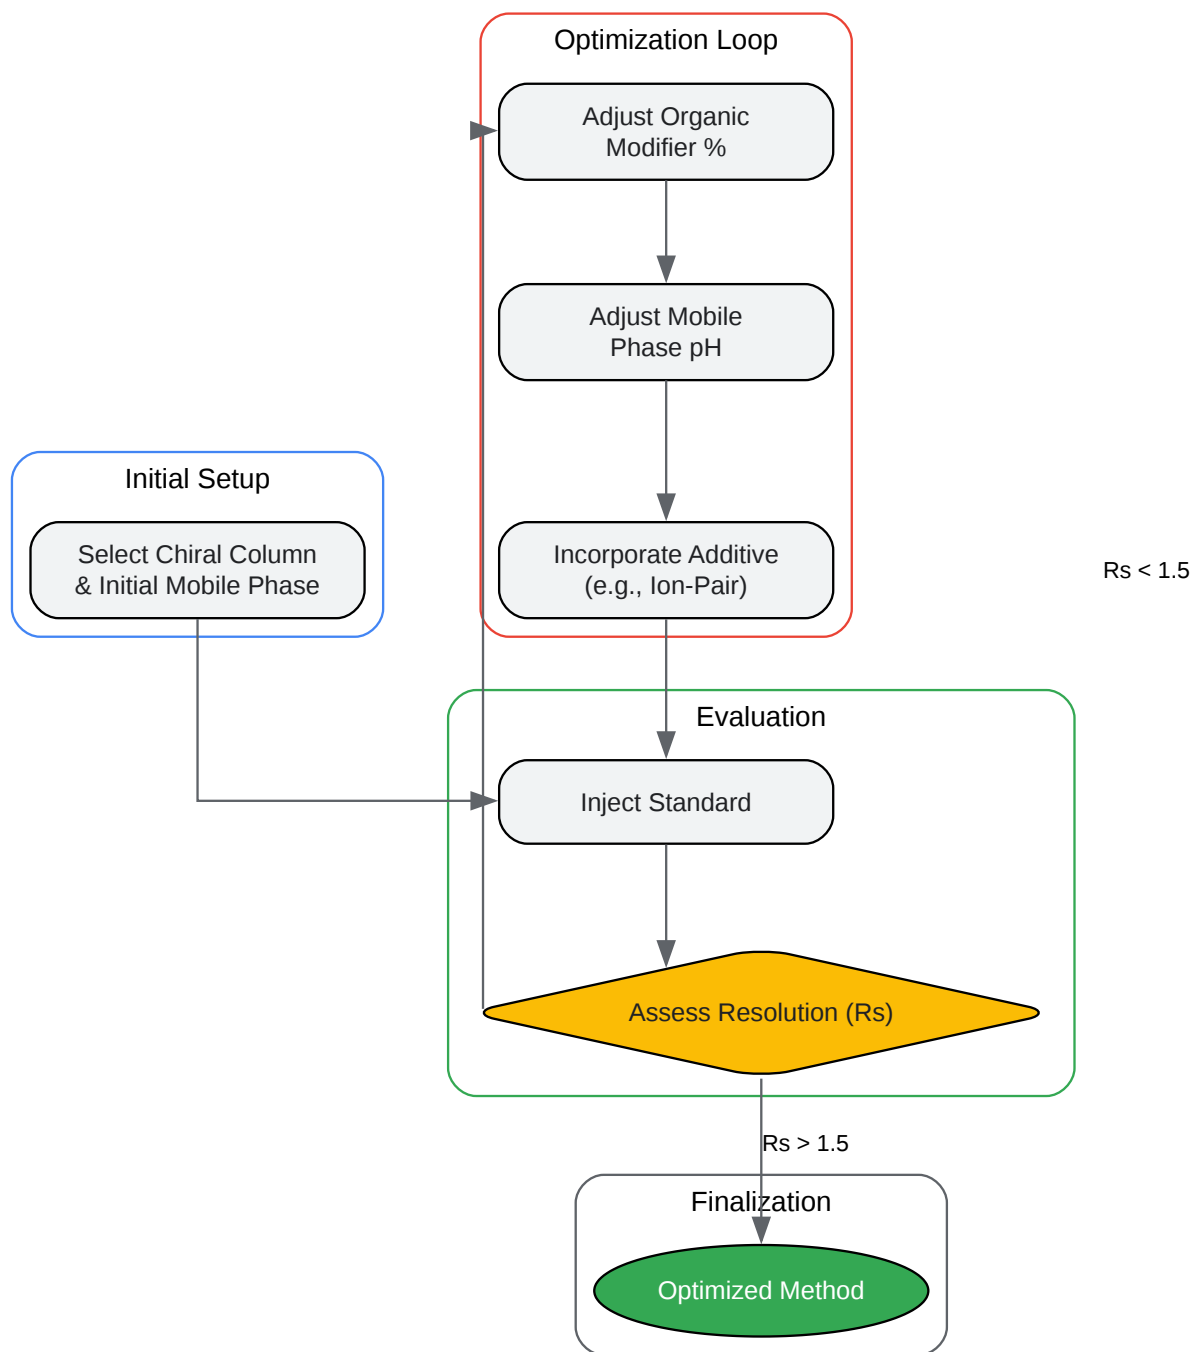 Optimization Loop
Adjust Organic
Modifier %
Adjust Mobile
Phase pH
Initial Setup
Select Chiral Column
& Initial Mobile Phase
Incorporate Additive
(e.g., Ion-Pair)
Rs < 1.5
Evaluation
Inject Standard
Assess Resolution (Rs)
Rs > 1.5
Finalization
Optimized Method